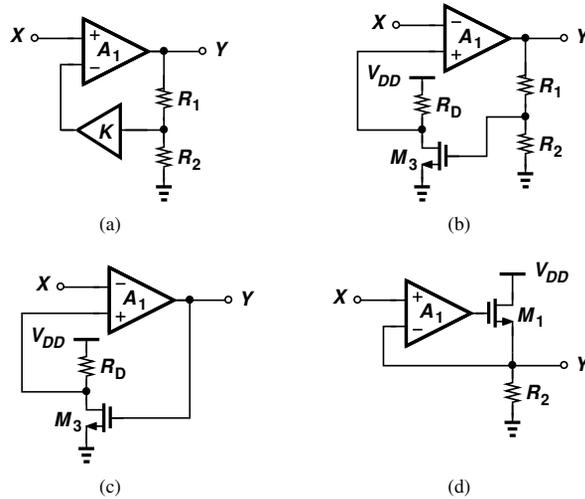 X
+
−
A1
Y
R1
K
R2
(a)
X
−
+
A1
Y
VDD
RD
R1
M3
R2
(b)
X
−
+
A1
Y
VDD
RD
M3
(c)
X
+
−
A1
VDD
M1
Y
R2
(d)